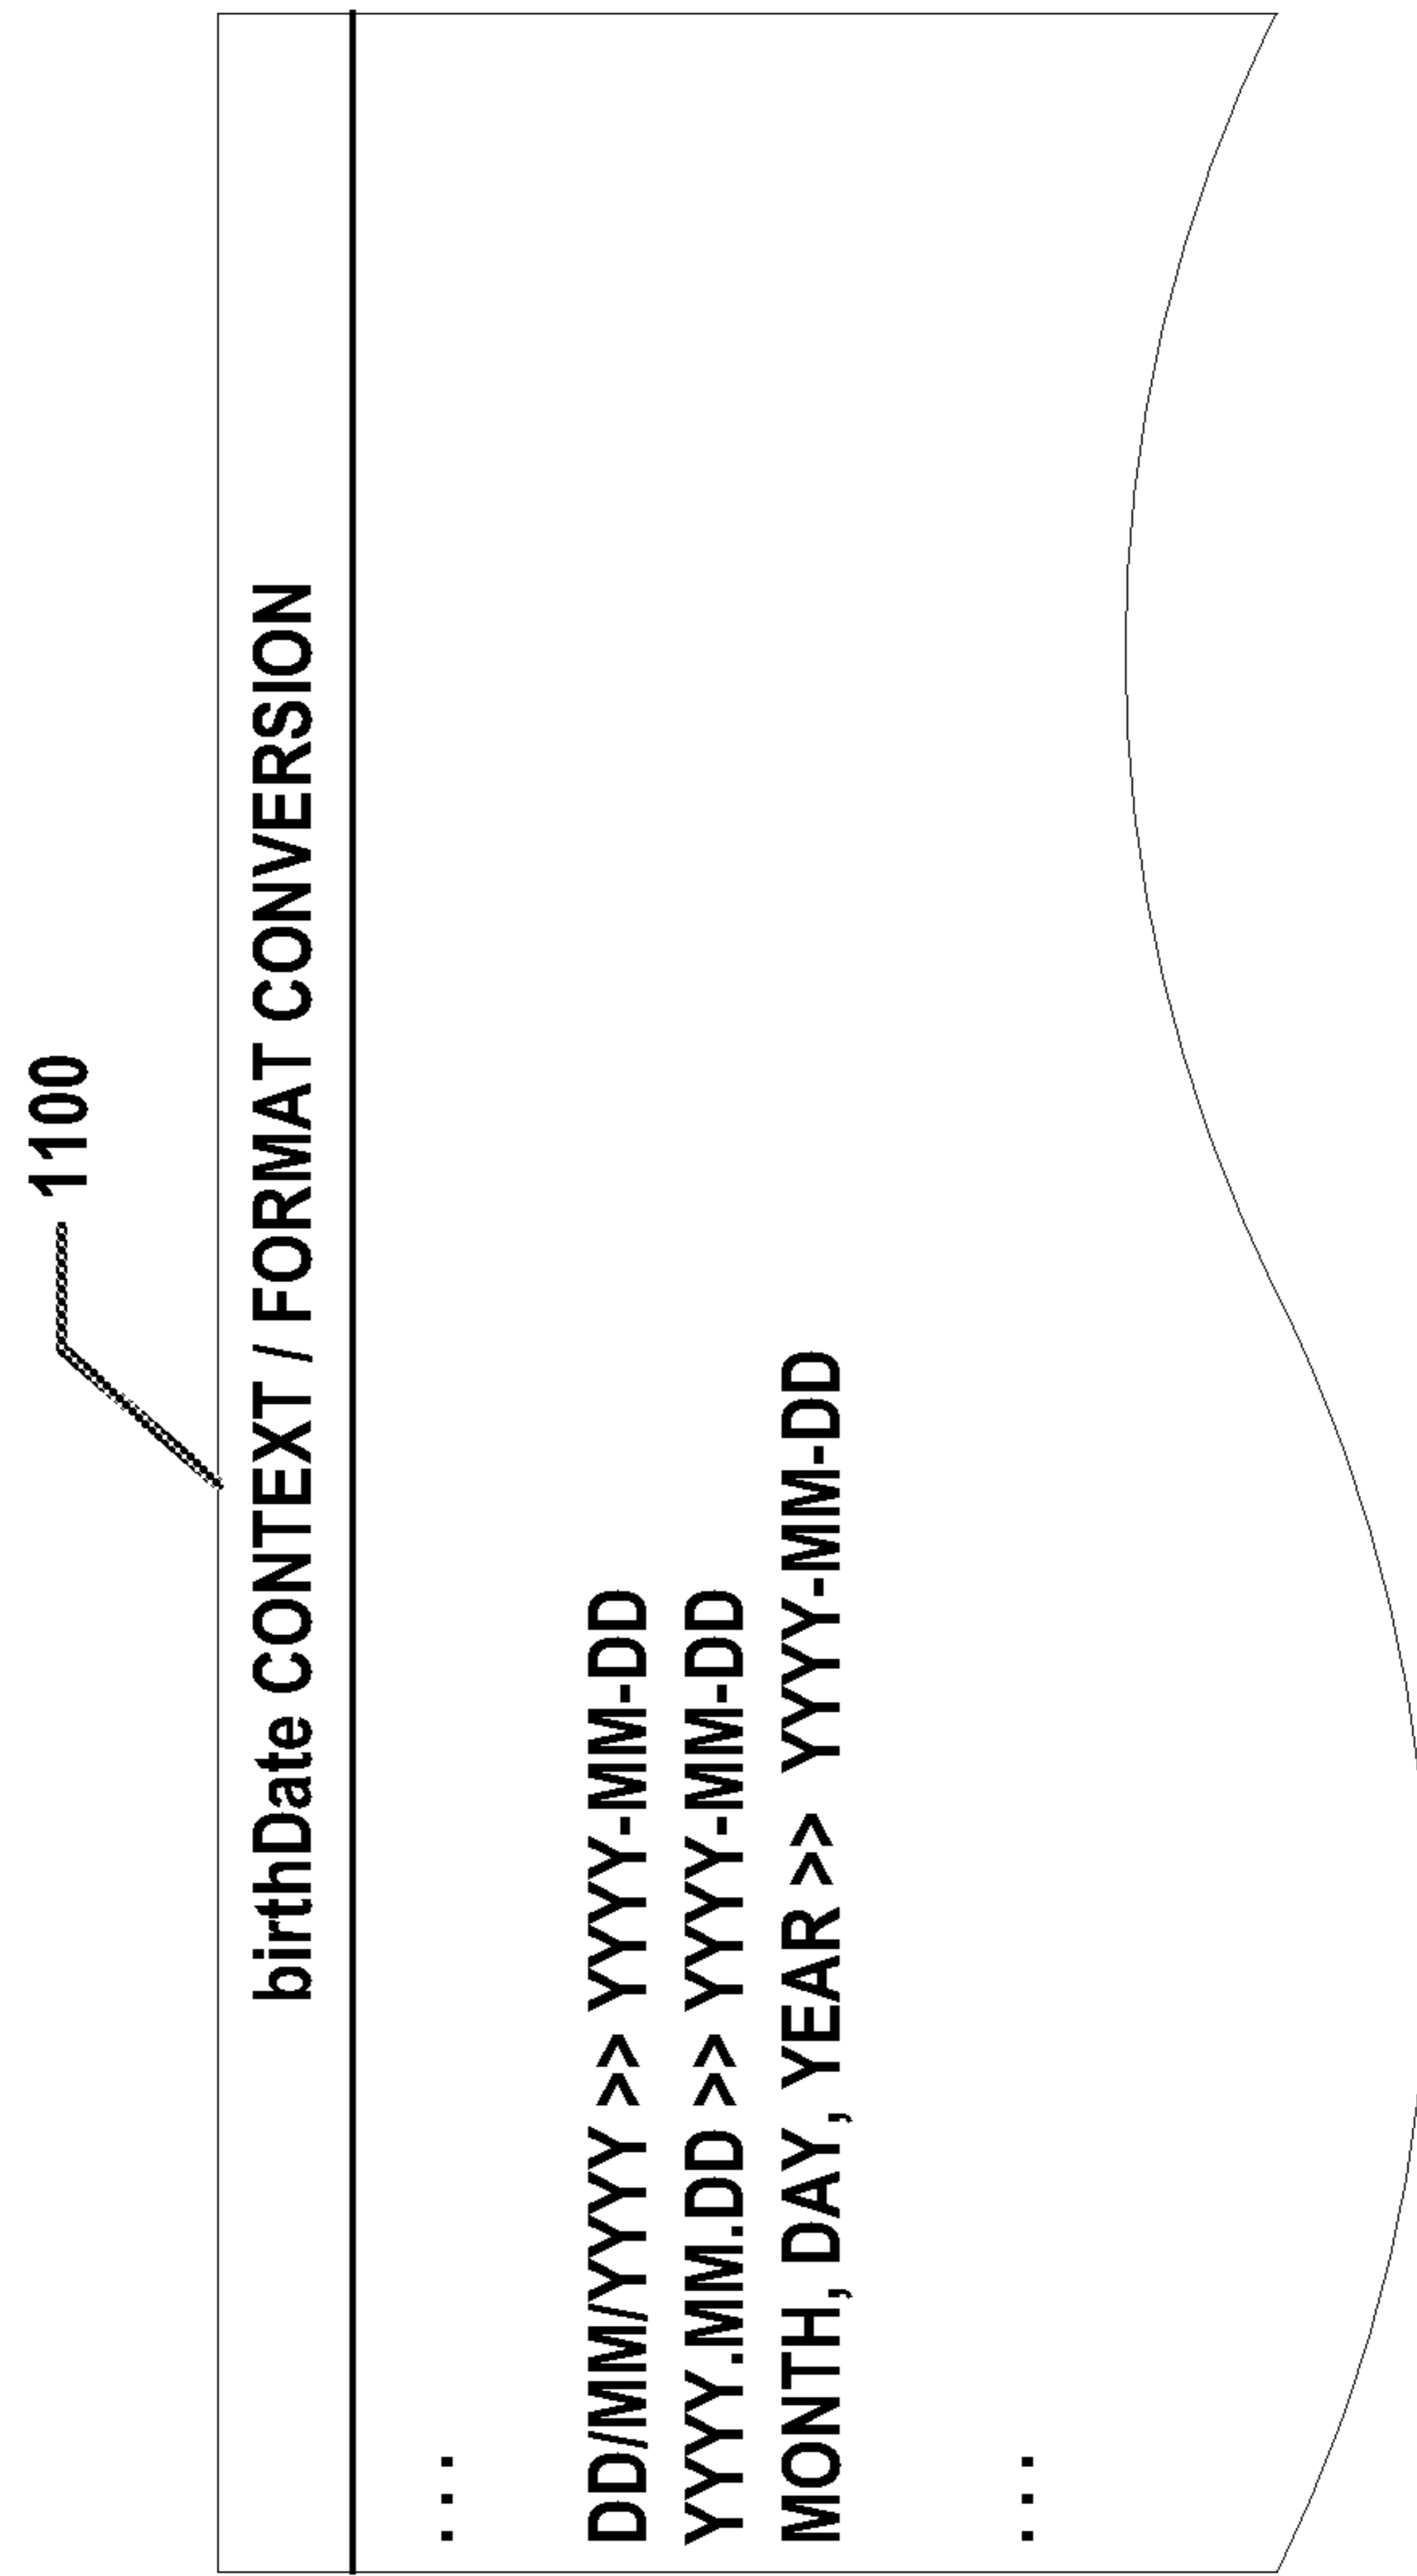 1100
birthDate CONTEXT / FORMAT CONVERSION
...
DD/MM/YYYY >> YYYY-MM-DD
YYYY.MM.DD >> YYYY-MM-DD
MONTH, DAY, YEAR >> YYYY-MM-DD
...